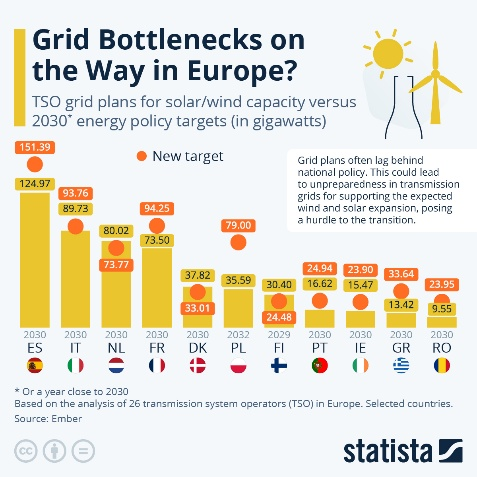 Grid Bottlenecks on
the Way in Europe?
TSO grid plans for solar/wind capacity versus
2030* energy policy targets (in gigawatts)
New target
Grid plans often lag behind
national policy. This could lead
to unpreparedness in transmission
grids for supporting the expected
wind and solar expansion, posing
a hurdle to the transition.
151.39
124.97
93.76
89.73
80.02
73.77
94.25
73.50
37.82
33.01
79.00
35.59
30.40
24.48
24.94
16.62
23.90
15.47
33.64
13.42
23.95
9.55
2030 2030 2030 2030 2030 2032 2029 2030 2030 2030 2030
ES IT NL FR DK PL FI PT IE GR RO
* Or a year close to 2030
Based on the analysis of 26 transmission system operators (TSO) in Europe. Selected countries.
Source: Ember
cc
statista